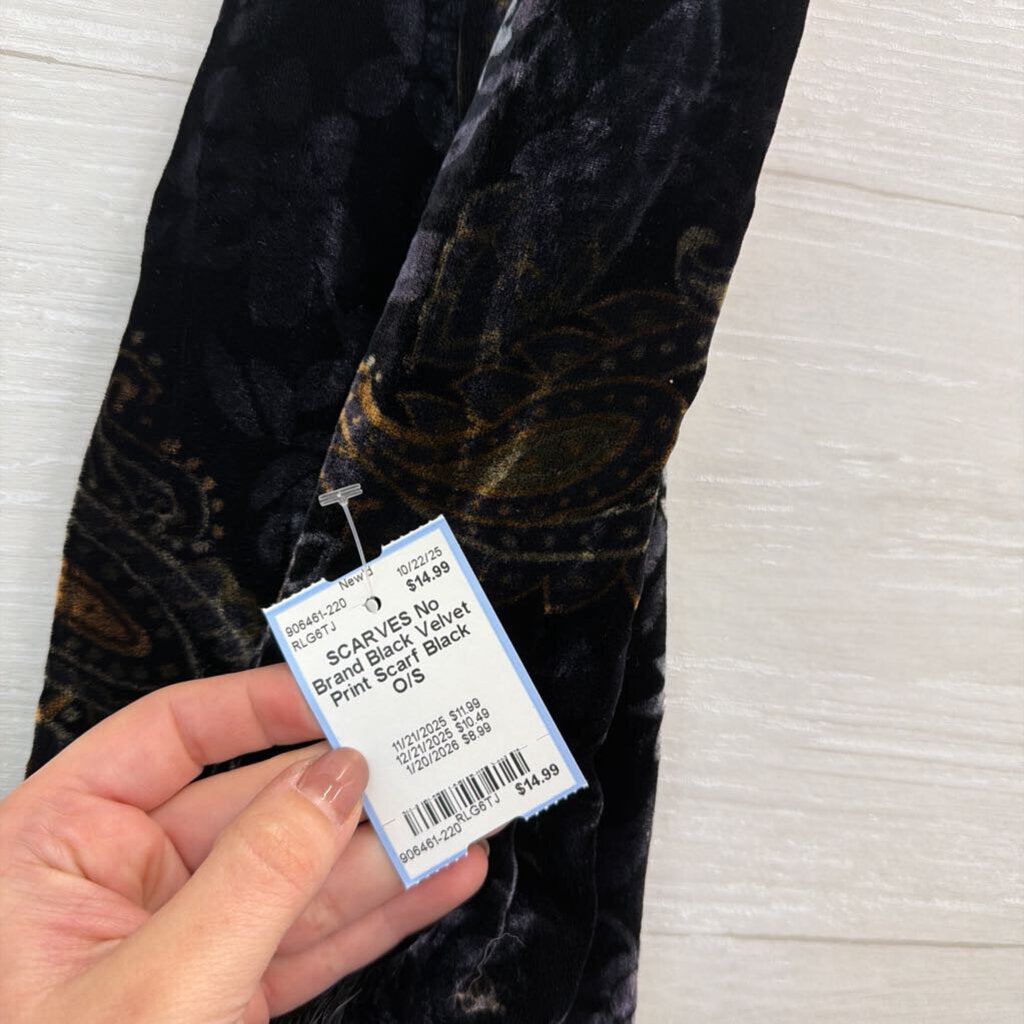 New'd 10/22/25
906461-220 $14.99
RLG6TJ
SCARVES No
Brand Black Velvet
Print Scarf Black
O/S
11/21/2025 $11.99
12/21/2025 $10.49
1/20/2026 $8.99
906461-220 RLG6TJ $14.99